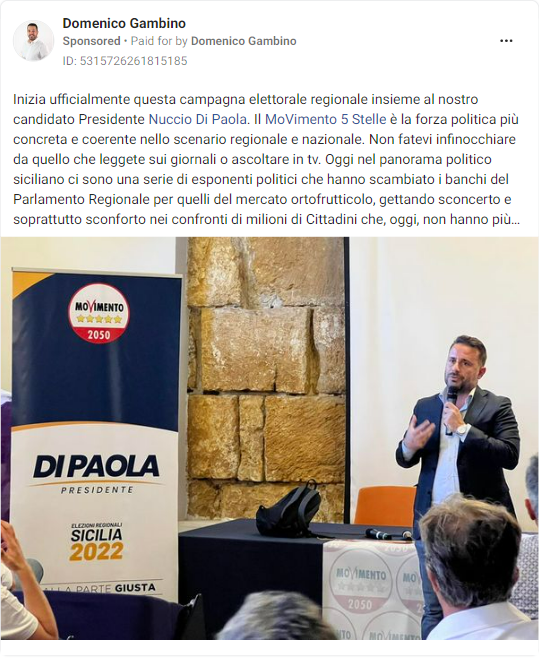 Domenico Gambino
Sponsored • Paid for by Domenico Gambino
ID: 5315726261815185
Inizia ufficialmente questa campagna elettorale regionale insieme al nostro
candidato Presidente Nuccio Di Paola. Il MoVimento 5 Stelle è la forza politica più
concreta e coerente nello scenario regionale e nazionale. Non fatevi infinocchiare
da quello che leggete sui giornali o ascoltare in tv. Oggi nel panorama politico
siciliano ci sono una serie di esponenti politici che hanno scambiato i banchi del
Parlamento Regionale per quelli del mercato ortofrutticolo, gettando sconcerto e
soprattutto sconforto nei confronti di milioni di Cittadini che, oggi, non hanno più...
MOVIMENTO
2050
DI PAOLA
PRESIDENTE
ELEZIONI REGIONALI
SICILIA
2022
ALLA PARTE GIUSTA
MOVIMENTO
2050